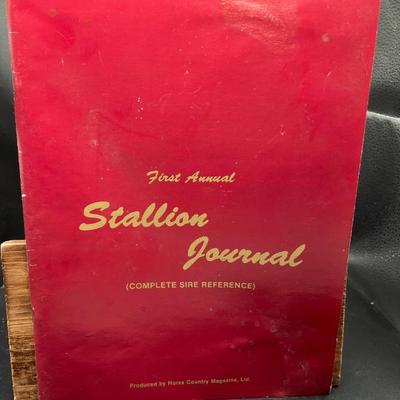 First Annual
Stallion
Journal
(COMPLETE SIRE REFERENCE)
Produced by Horse Country Magazine, Ltd.